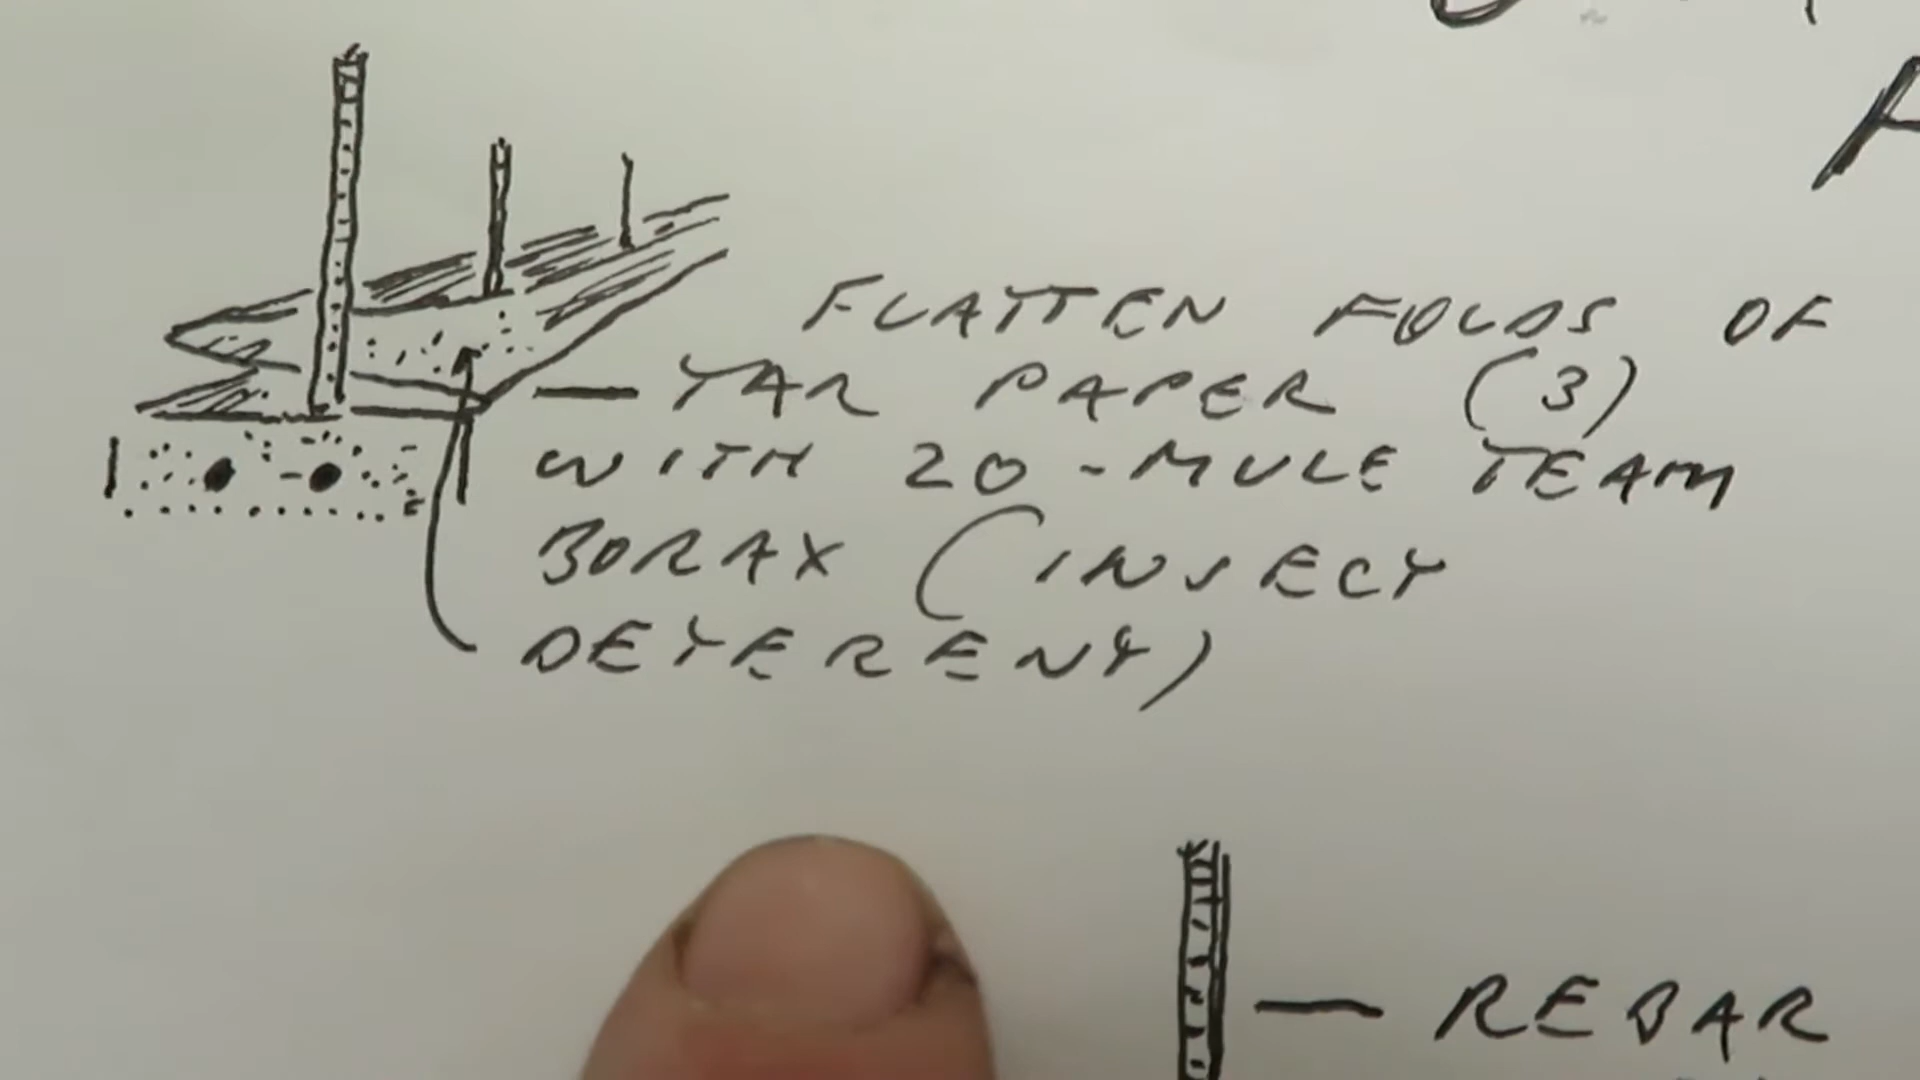 FLATTEN FOLDS OF
TAR PAPER (3)
WITH 20-MULE TEAM
BORAX (INSECT
DETERENT)
REBAR